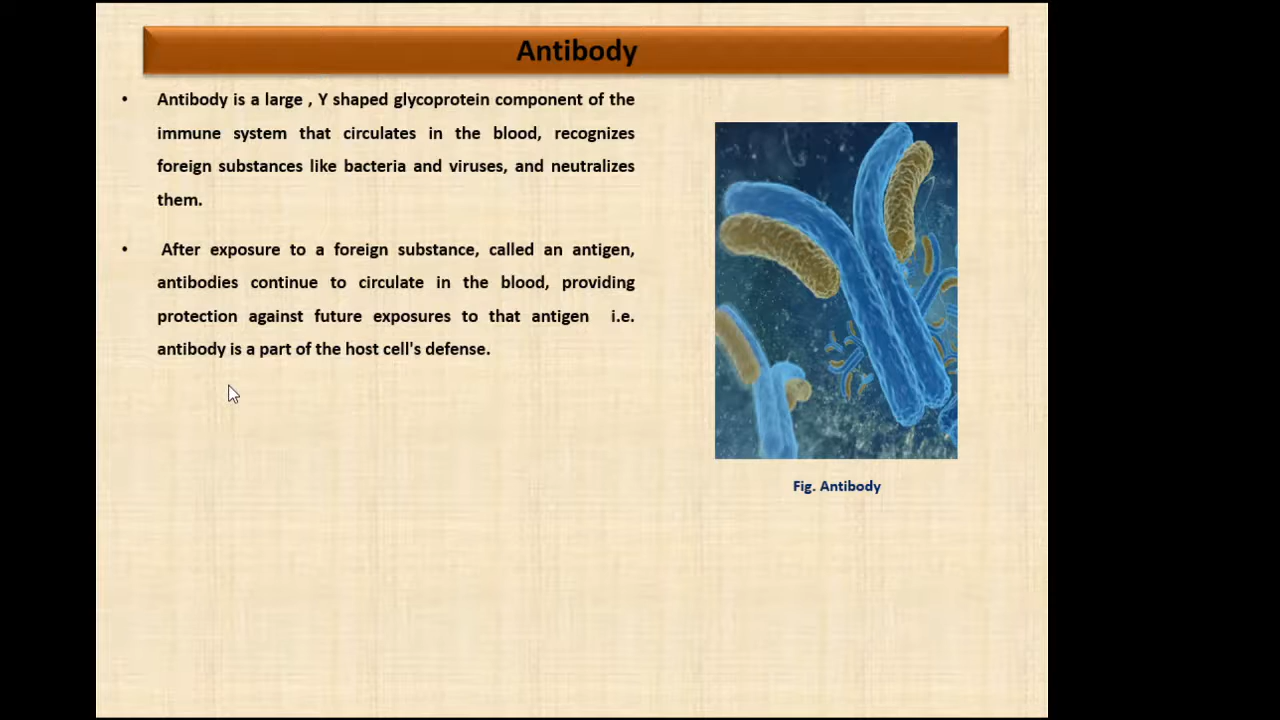 Antibody
• Antibody is a large , Y shaped glycoprotein component of the
immune system that circulates in the blood, recognizes
foreign substances like bacteria and viruses, and neutralizes
them.
• After exposure to a foreign substance, called an antigen,
antibodies continue to circulate in the blood, providing
protection against future exposures to that antigen i.e.
antibody is a part of the host cell's defense.
Fig. Antibody